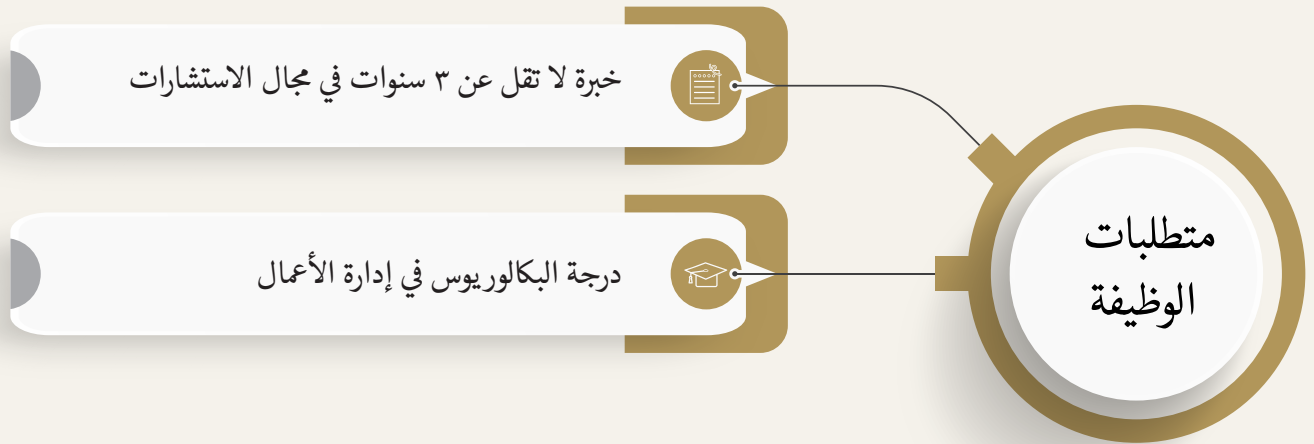 متطلبات
الوظيفة
خبرة لا تقل عن ٣ سنوات في مجال الاستشارات
درجة البكالوريوس في إدارة الأعمال